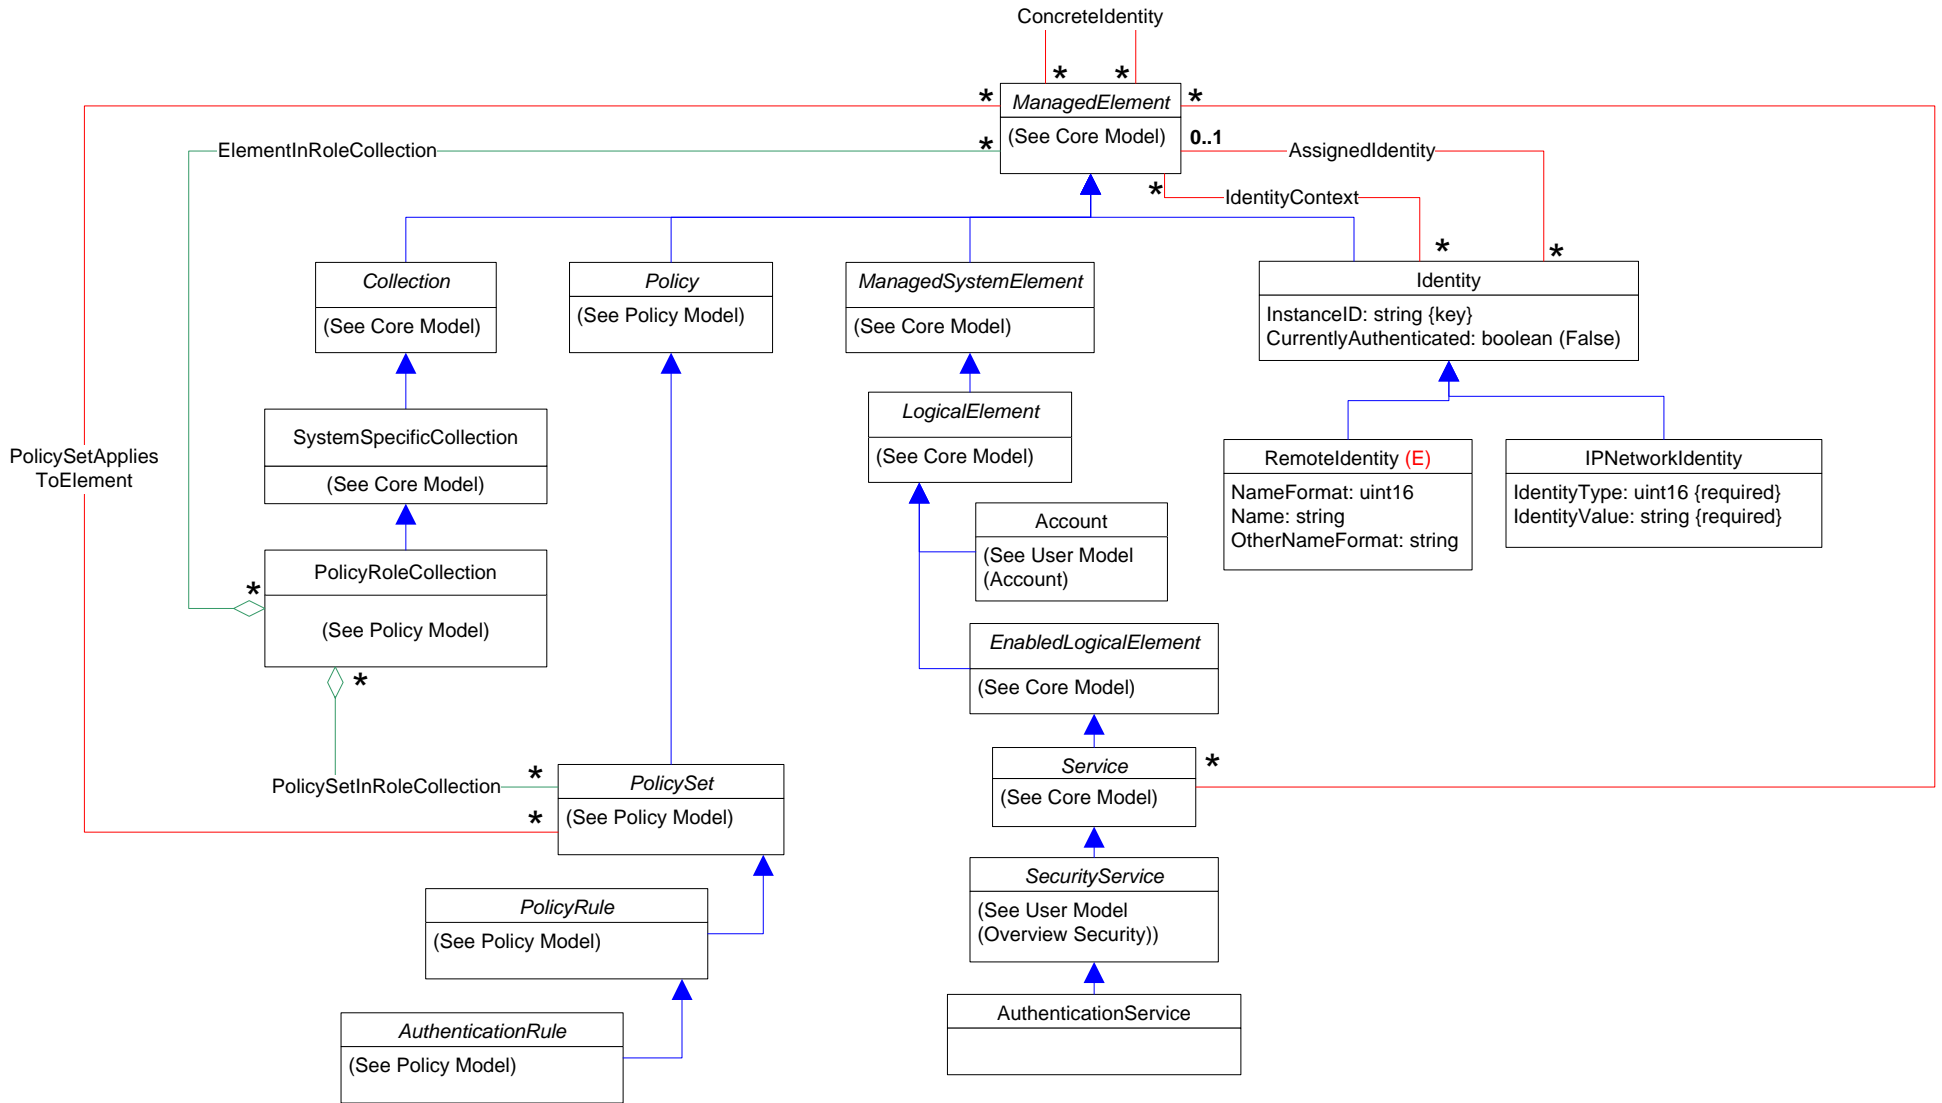 ConcreteIdentity
* *
* ManagedElement *
(See Core Model)
0..1
ElementInRoleCollection
*
AssignedIdentity
*
IdentityContext
* *
Collection
(See Core Model)
Policy
(See Policy Model)
ManagedSystemElement
(See Core Model)
Identity
InstanceID: string {key}
CurrentlyAuthenticated: boolean (False)
LogicalElement
(See Core Model)
SystemSpecificCollection
(See Core Model)
PolicySetApplies
ToElement
RemoteIdentity (E)
NameFormat: uint16
Name: string
OtherNameFormat: string
IPNetworkIdentity
IdentityType: uint16 {required}
IdentityValue: string {required}
Account
(See User Model
(Account)
PolicyRoleCollection
*
(See Policy Model)
*
EnabledLogicalElement
(See Core Model)
Service
*
(See Core Model)
PolicySetInRoleCollection
*
PolicySet
(See Policy Model)
*
SecurityService
(See User Model
(Overview Security))
PolicyRule
(See Policy Model)
AuthenticationService
AuthenticationRule
(See Policy Model)